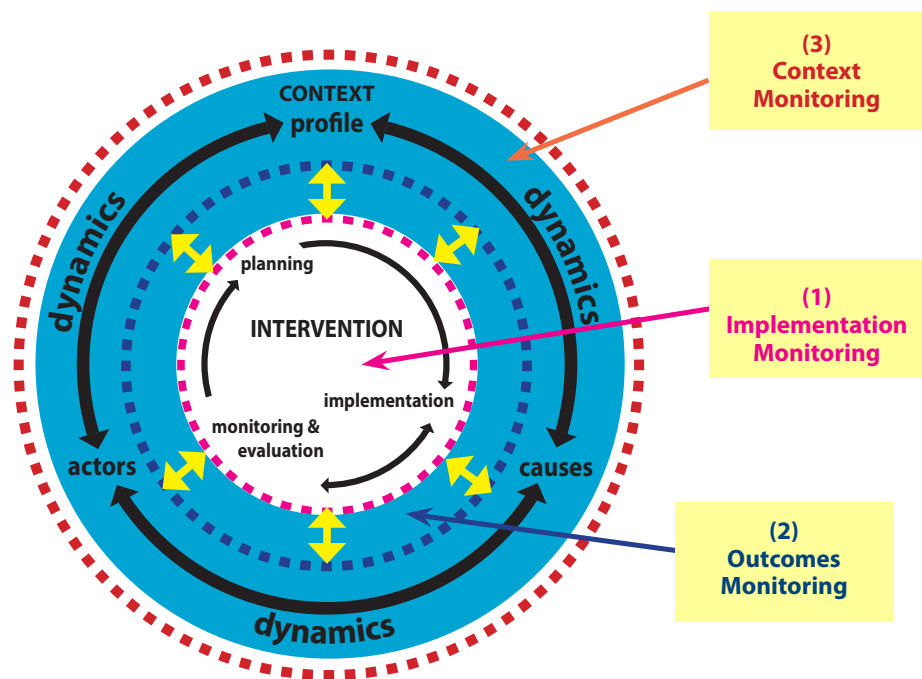 CONTEXT
profile
dynamics
dynamics
planning
INTERVENTION
implementation
monitoring &
evaluation
actors
causes
dynamics
(3)
Context
Monitoring
(1)
Implementation
Monitoring
(2)
Outcomes
Monitoring